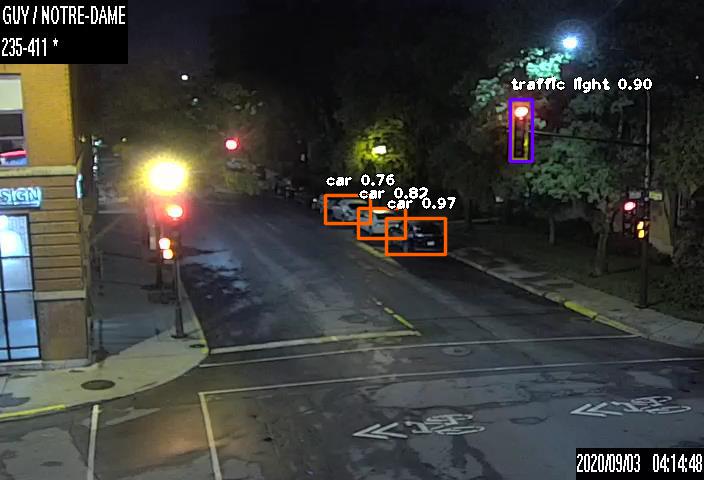 GUY / NOTRE-DAME
235-411 *
traffic light 0.90
car 0.76
car 0.82
car 0.97
SIGN
2020/09/03 04:14:48